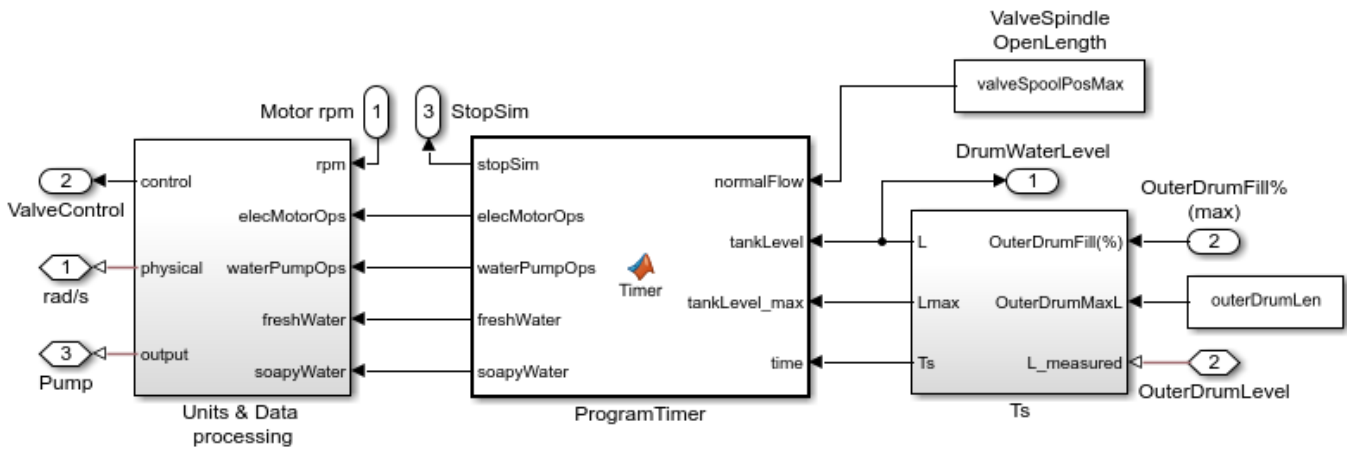 ValveSpindle
OpenLength
valveSpoolPosMax
Motor rpm
1
3
StopSim
DrumWaterLevel
1
OuterDrumFill%
(max)
2
2
ValveControl
control
rpm
stopSim
normalFlow
elecMotorOps
elecMotorOps
tankLevel
L
OuterDrumFill(%)
1
rad/s
physical
waterPumpOps
waterPumpOps
Timer
tankLevel_max
Lmax
OuterDrumMaxL
outerDrumLen
freshWater
freshWater
3
Pump
output
soapyWater
soapyWater
time
Ts
L_measured
2
OuterDrumLevel
Units & Data
processing
ProgramTimer
Ts